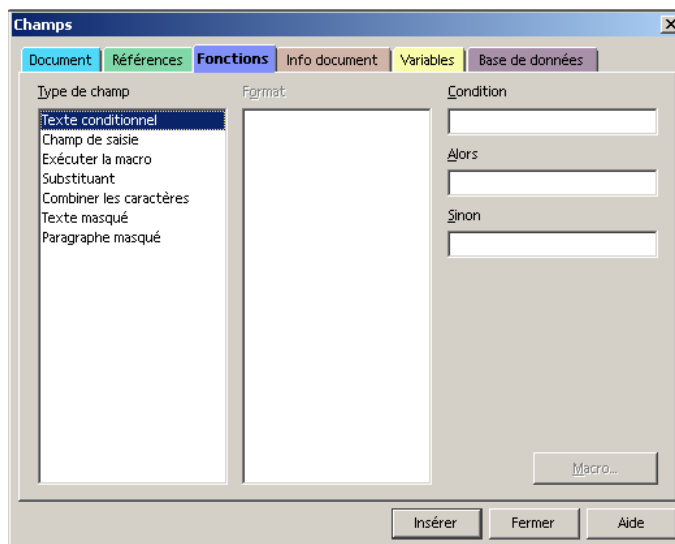 Champs
Document Références Fonctions Info document Variables Base de données
Type de champ Format Condition
Texte conditionnel
Champ de saisie
Exécuter la macro
Substituant
Combiner les caractères
Texte masqué
Paragraphe masqué
Alors
Sinon
Macro...
Insérer Fermer Aide